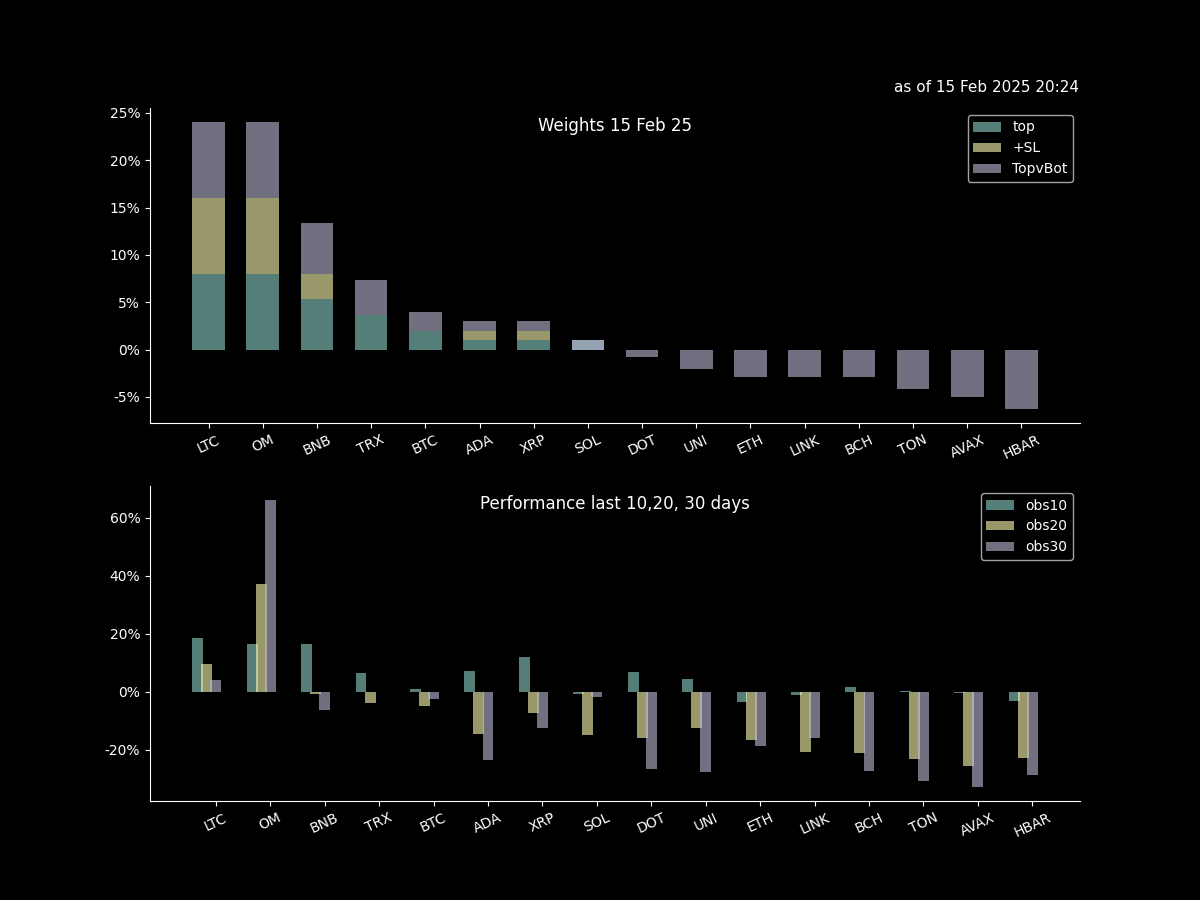 as of 15 Feb 2025 20:24
Weights 15 Feb 25
top
+SL
TopvBot
25%
20%
15%
10%
5%
0%
-5%
LTC OM BNB TRX BTC ADA XRP SOL DOT UNI ETH LINK BCH TON AVAX HBAR
Performance last 10,20, 30 days
obs10
obs20
obs30
60%
40%
20%
0%
-20%
LTC OM BNB TRX BTC ADA XRP SOL DOT UNI ETH LINK BCH TON AVAX HBAR